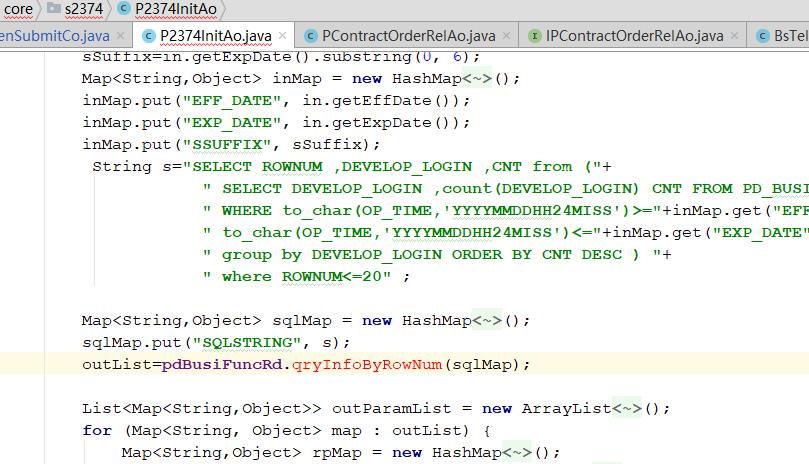 core s2374 P2374InitAo
enSubmitCo.java × P2374InitAo.java × PContractOrderRelAo.java × IPContractOrderRelAo.java × BsTel
sSuffix=in.getExpDate().substring(0, 6);
Map<String,Object> inMap = new HashMap<~>();
inMap.put("EFF_DATE", in.getEffDate());
inMap.put("EXP_DATE", in.getExpDate());
inMap.put("SSUFFIX", sSuffix);
String s="SELECT ROWNUM ,DEVELOP_LOGIN ,CNT from ("+
" SELECT DEVELOP_LOGIN ,count(DEVELOP_LOGIN) CNT FROM PD_BUSI
" WHERE to_char(OP_TIME,'YYYYMMDDHH24MISS')>="+inMap.get("EFF
" to_char(OP_TIME,'YYYYMMDDHH24MISS')<="+inMap.get("EXP_DATE"
" group by DEVELOP_LOGIN ORDER BY CNT DESC ) "+
" where ROWNUM<=20" ;
Map<String,Object> sqlMap = new HashMap<~>();
sqlMap.put("SQLSTRING", s);
outList=pdBusiFuncRd.qryInfoByRowNum(sqlMap);
List<Map<String,Object>> outParamList = new ArrayList<~>();
for (Map<String, Object> map : outList) {
Map<String,Object> rpMap = new HashMap<~>();